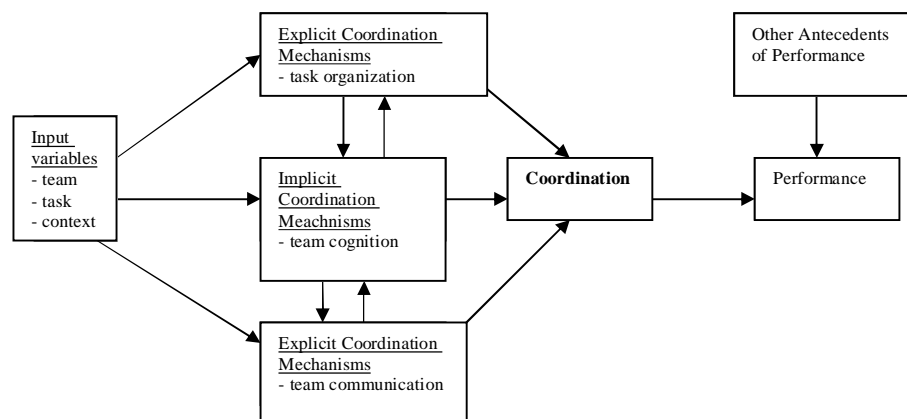 Explicit Coordination
Mechanisms
- task organization
Other Antecedents
of Performance
Input
variables
- team
- task
- context
Implicit
Coordination
Meachnisms
- team cognition
Coordination
Performance
Explicit Coordination
Mechanisms
- team communication